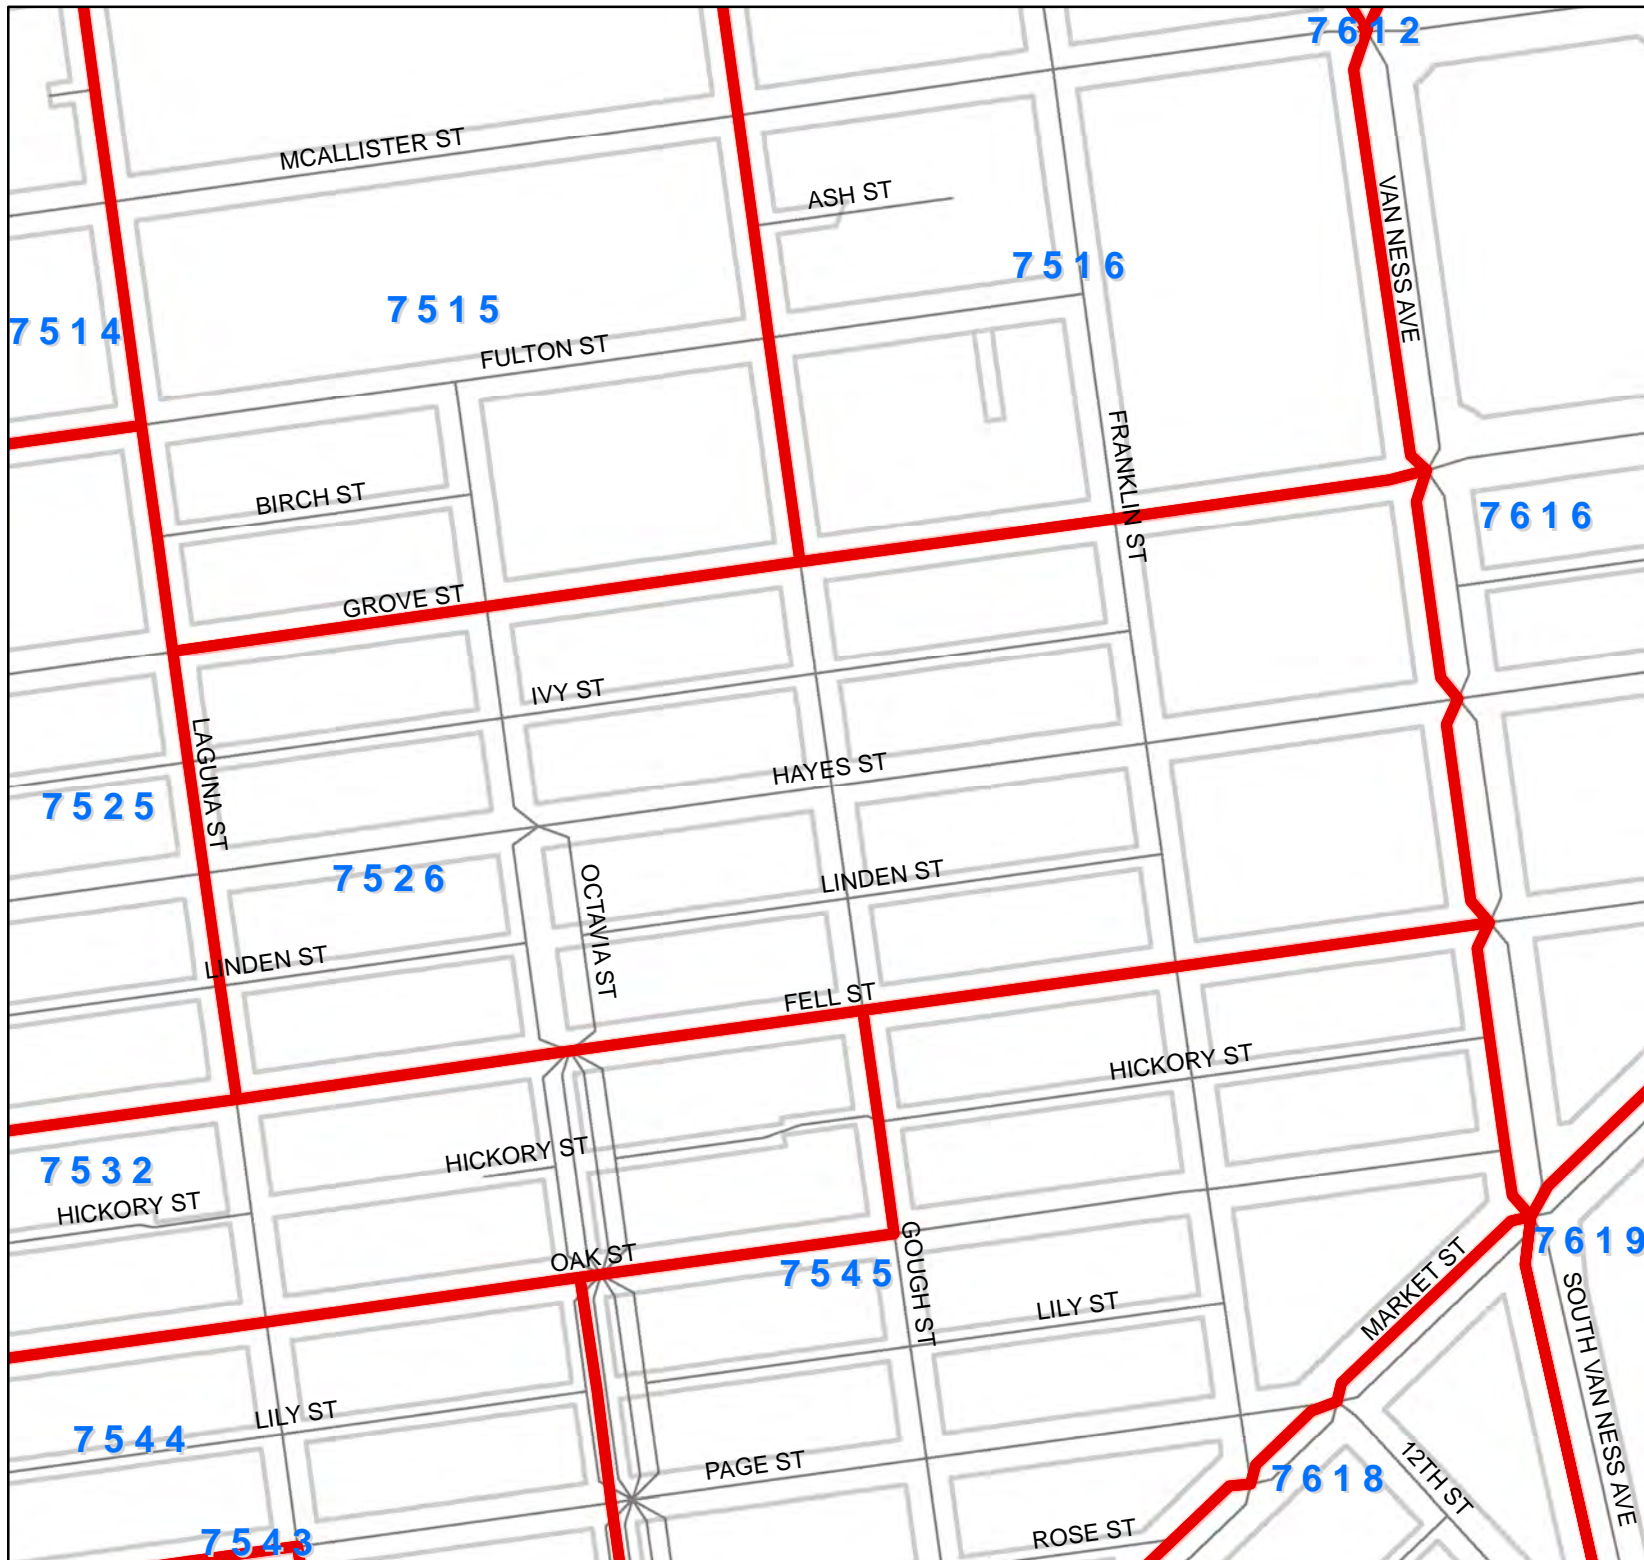 7612
MCALLISTER ST
ASH ST
VAN NESS AVE
7516
7515
7514
FULTON ST
FRANKLIN ST
BIRCH ST
7616
GROVE ST
IVY ST
LAGUNA ST
HAYES ST
7525
7526
OCTAVIA ST
LINDEN ST
LINDEN ST
FELL ST
HICKORY ST
HICKORY ST
7532
HICKORY ST
GOUGH ST
7619
OAK ST
7545
MARKET ST
SOUTH VAN NESS AVE
LILY ST
LILY ST
7544
12TH ST
PAGE ST
7618
ROSE ST
7543